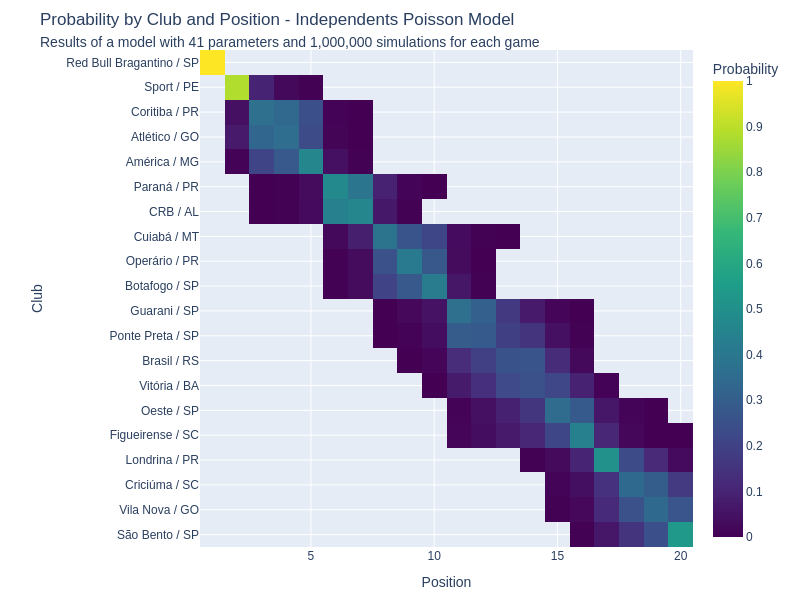 Probability by Club and Position - Independents Poisson Model
Results of a model with 41 parameters and 1,000,000 simulations for each game
Probability
Red Bull Bragantino / SP
Sport / PE
Coritiba / PR
Atlético / GO
América / MG
Paraná / PR
CRB / AL
Cuiabá / MT
Operário / PR
Botafogo / SP
Guarani / SP
Ponte Preta / SP
Brasil / RS
Vitória / BA
Oeste / SP
Figueirense / SC
Londrina / PR
Criciúma / SC
Vila Nova / GO
São Bento / SP
Club
5
10
15
20
Position
1
0.9
0.8
0.7
0.6
0.5
0.4
0.3
0.2
0.1
0